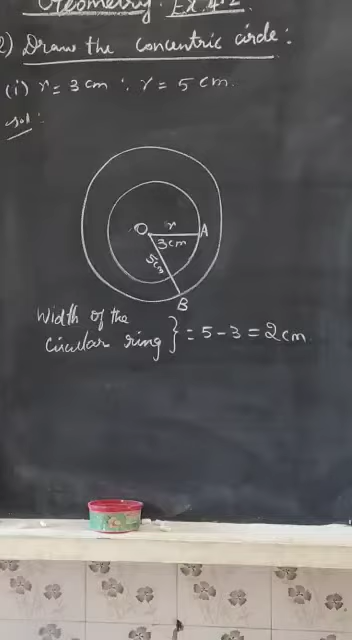 Geometry. Ex 4.2
2) Draw the concentric circle:
(i) r = 3 cm ; r = 5 cm.
sol:
O r A
3cm
5cm
B
Width of the
circular ring } = 5 - 3 = 2cm.